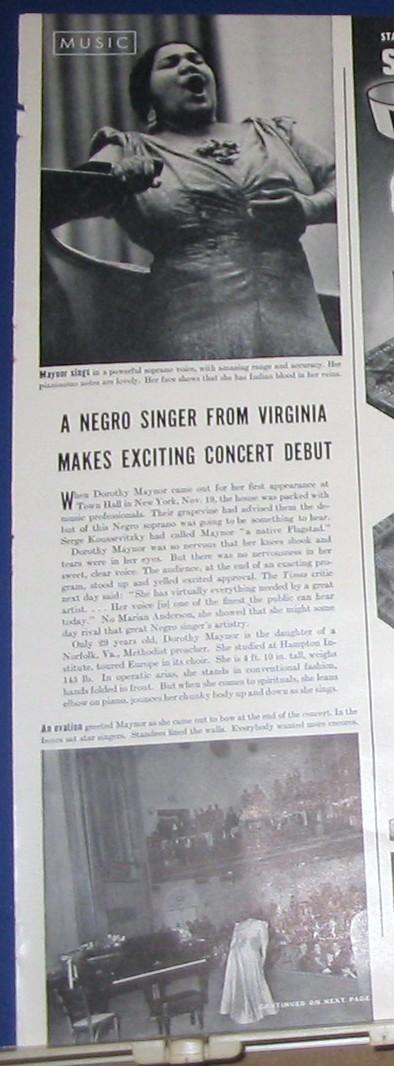 MUSIC
STA
S
Maynor sings in a powerful soprano voice, with amazing range and accuracy. Her
pianissimo notes are lovely. Her face shows that she has Indian blood in her veins.
A NEGRO SINGER FROM VIRGINIA
MAKES EXCITING CONCERT DEBUT
When Dorothy Maynor came out for her first appearance at
Town Hall in New York, Nov. 19, the house was packed with
music professionals. Their grapevine had advised them the de-
but of this Negro soprano was going to be something to hear.
Serge Koussevitzky had called Maynor "a native Flagstad."
Dorothy Maynor was so nervous that her knees shook and
tears were in her eyes. But there was no nervousness in her
sweet, clear voice. The audience, at the end of an exacting pro-
gram, stood up and yelled excited approval. The Times critic
next day said: "She has virtually everything needed by a great
artist. . . . Her voice [is] one of the finest the public can hear
today." No Marian Anderson, she showed that she might some
day rival that great Negro singer's artistry.
Only 29 years old, Dorothy Maynor is the daughter of a
Norfolk, Va., Methodist preacher. She studied at Hampton In-
stitute, toured Europe in its choir. She is 4 ft. 10 in. tall, weighs
145 lb. In operatic arias, she stands in conventional fashion,
hands folded in front. But when she comes to spirituals, she leans
elbow on piano, jounces her chunky body up and down as she sings.
An ovation greeted Maynor as she came out to bow at the end of the concert. In the
boxes sat star singers. Standees lined the walls. Everybody wanted more encores.
CONTINUED ON NEXT PAGE